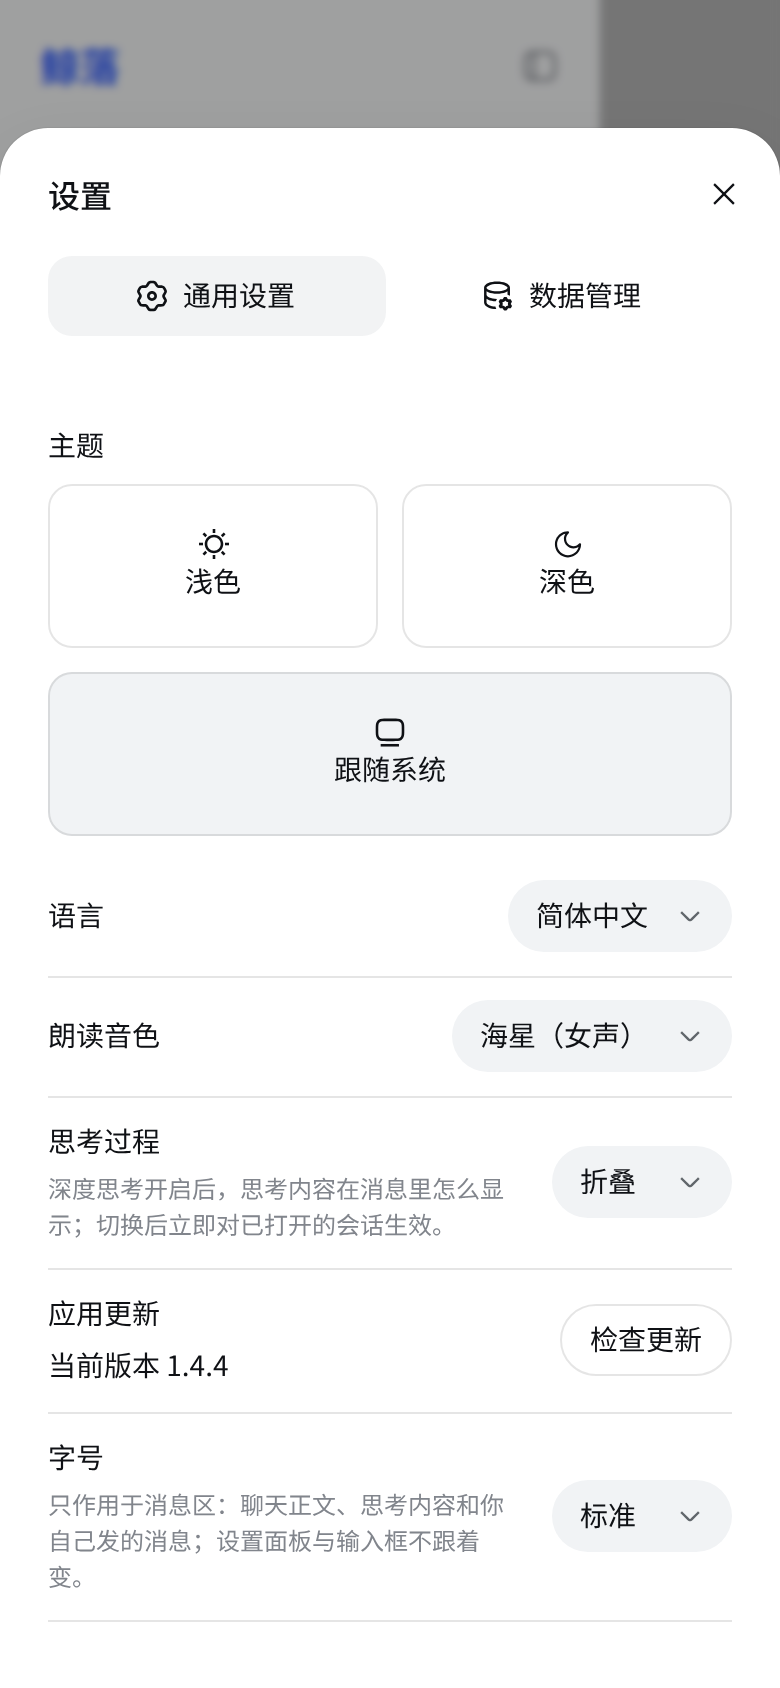 鲸落
设置
通用设置
数据管理
主题
浅色
深色
跟随系统
语言
简体中文
朗读音色
海星（女声）
思考过程
深度思考开启后，思考内容在消息里怎么显
示；切换后立即对已打开的会话生效。
折叠
应用更新
当前版本 1.4.4
检查更新
字号
只作用于消息区：聊天正文、思考内容和你
自己发的消息；设置面板与输入框不跟着
变。
标准